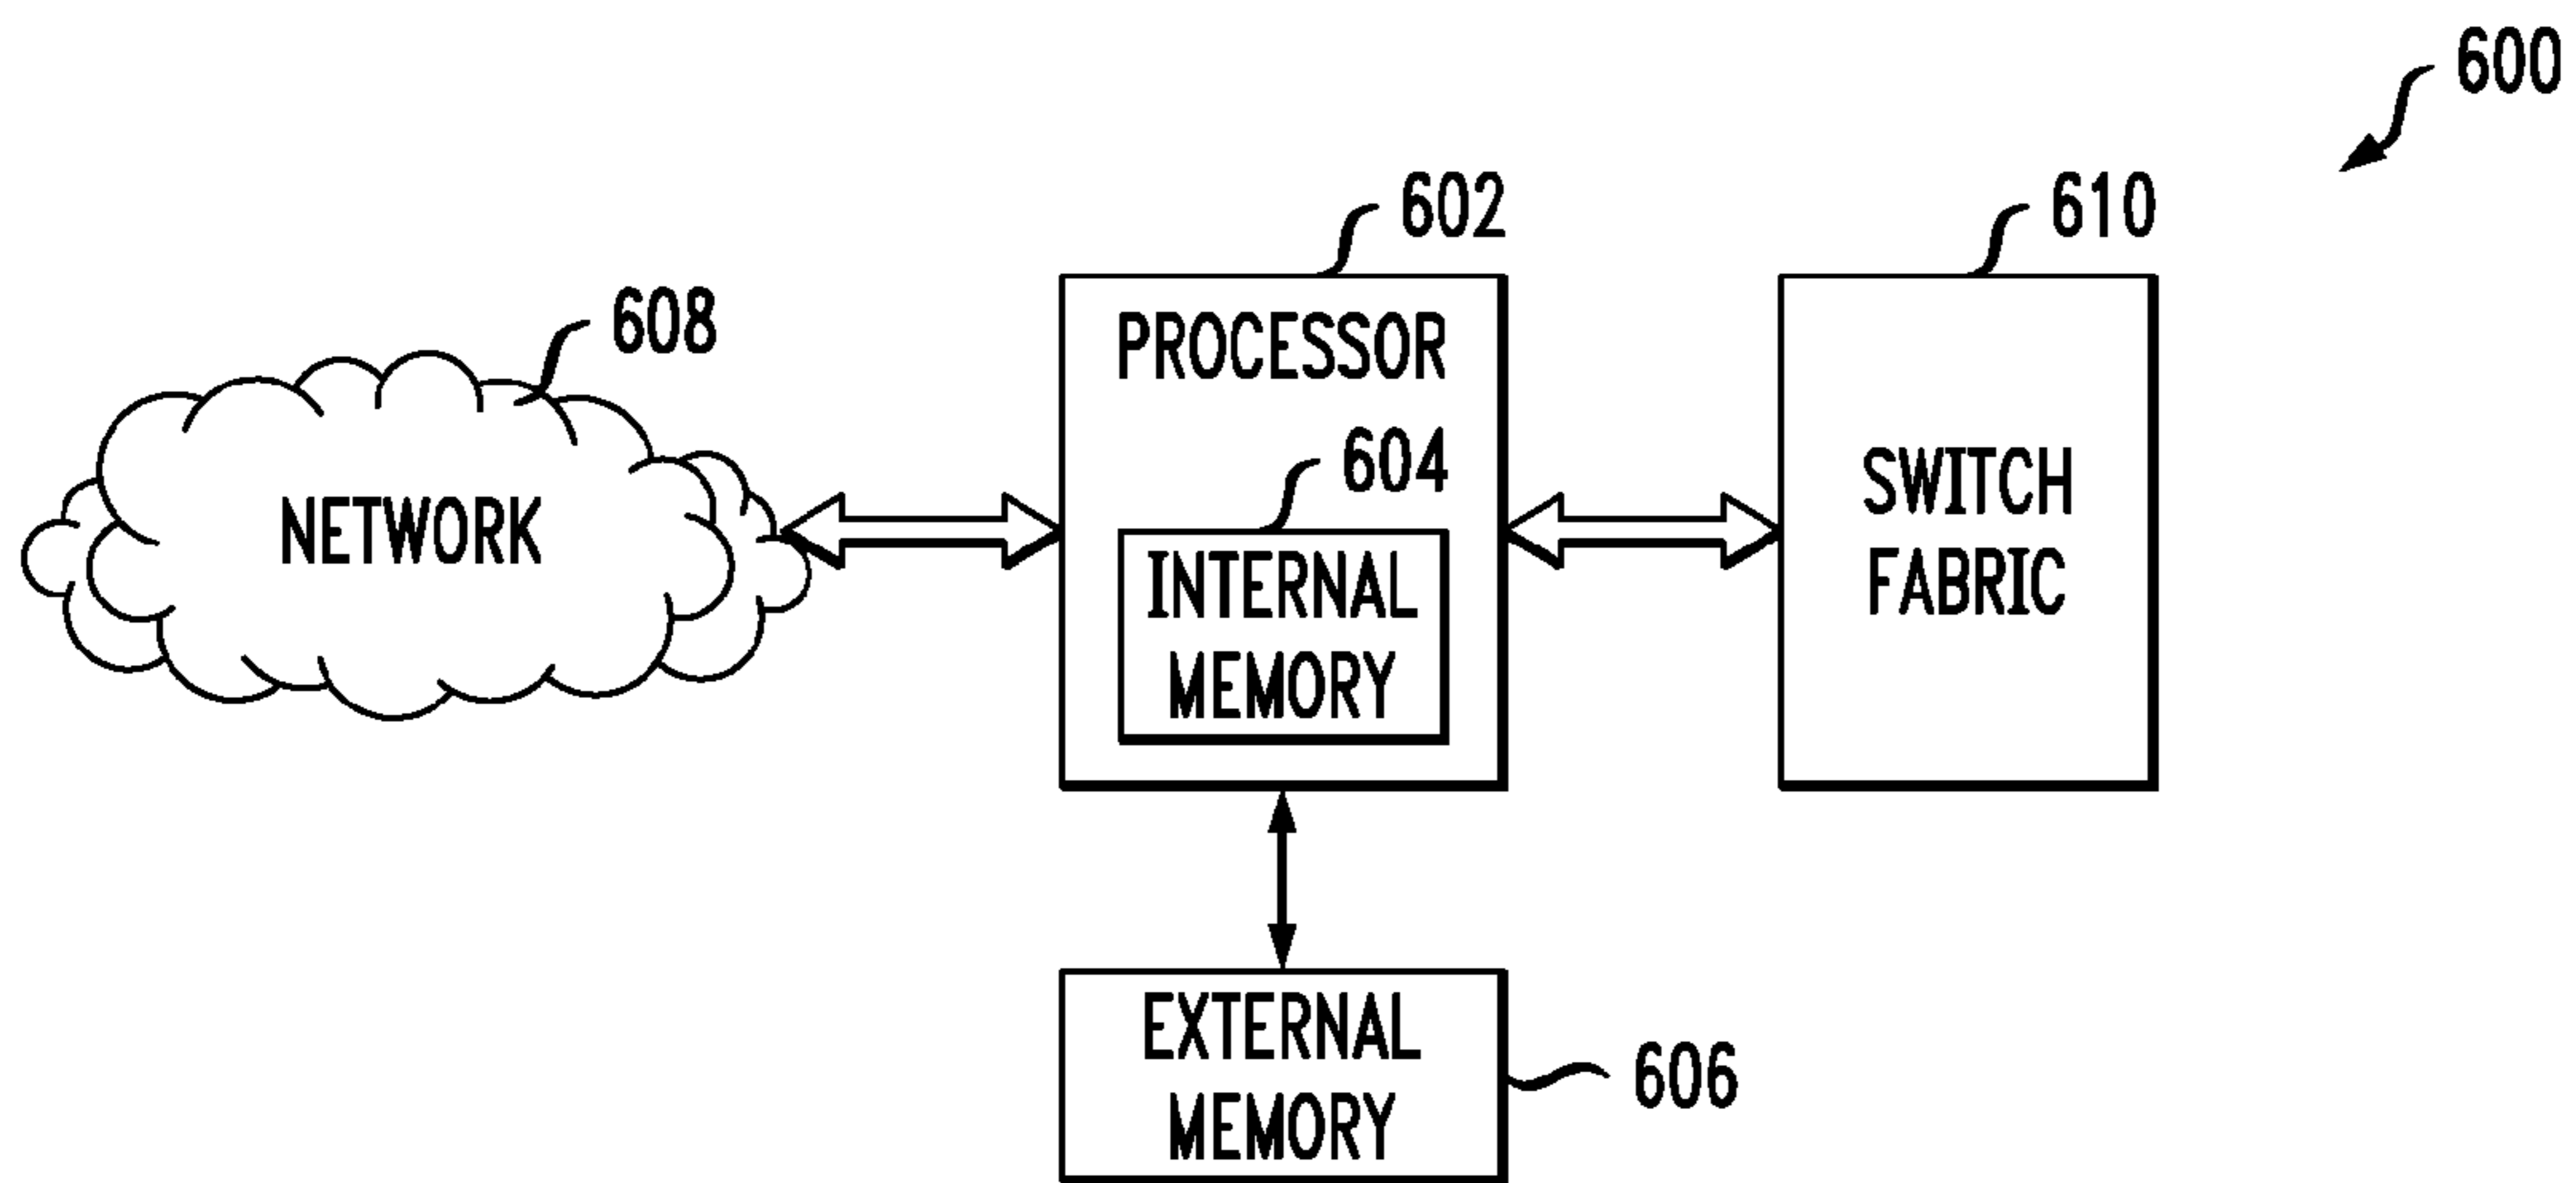 600
602
610
608
PROCESSOR
604
NETWORK
INTERNAL
MEMORY
SWITCH
FABRIC
EXTERNAL
MEMORY
606